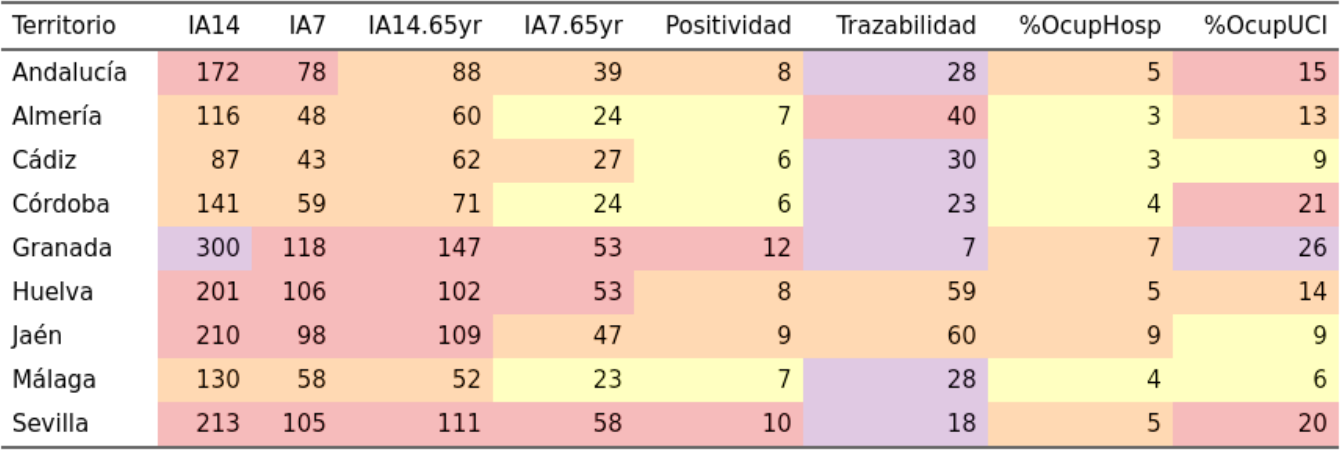 Territorio IA14 IA7 IA14.65yr IA7.65yr Positividad Trazabilidad %OcupHosp %OcupUCI
Andalucía 172 78 88 39 8 28 5 15
Almería 116 48 60 24 7 40 3 13
Cádiz 87 43 62 27 6 30 3 9
Córdoba 141 59 71 24 6 23 4 21
Granada 300 118 147 53 12 7 7 26
Huelva 201 106 102 53 8 59 5 14
Jaén 210 98 109 47 9 60 9 9
Málaga 130 58 52 23 7 28 4 6
Sevilla 213 105 111 58 10 18 5 20